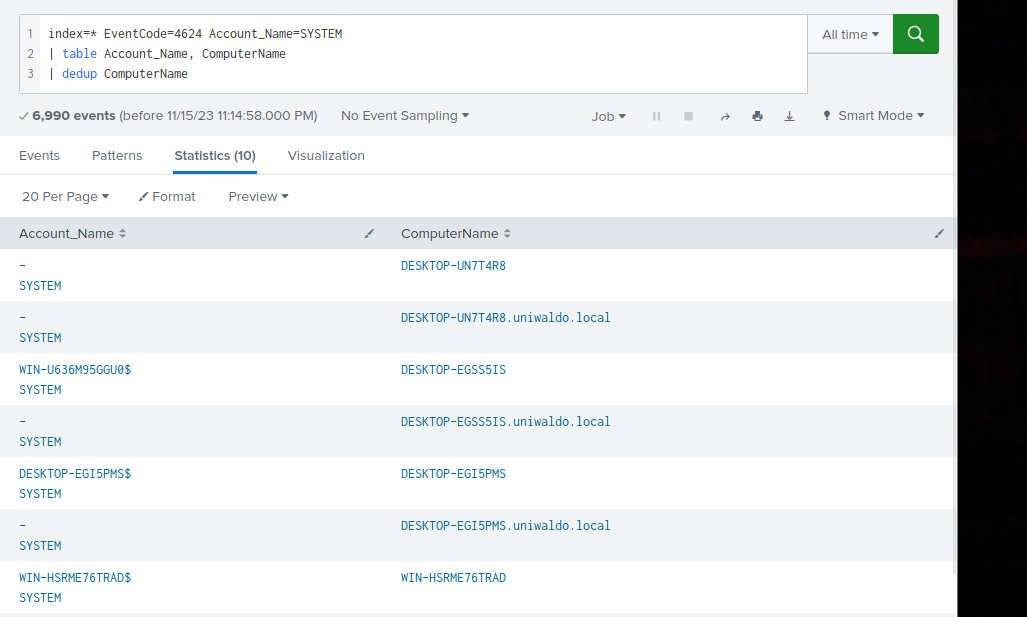 1 index=* EventCode=4624 Account_Name=SYSTEM
2 | table Account_Name, ComputerName
3 | dedup ComputerName
All time
6,990 events (before 11/15/23 11:14:58.000 PM) No Event Sampling Job Smart Mode
Events Patterns Statistics (10) Visualization
20 Per Page Format Preview
Account_Name ComputerName
- DESKTOP-UN7T4R8
SYSTEM
- DESKTOP-UN7T4R8.uniwaldo.local
SYSTEM
WIN-U636M95GGU0$ DESKTOP-EGSS5IS
SYSTEM
- DESKTOP-EGSS5IS.uniwaldo.local
SYSTEM
DESKTOP-EGI5PMS$ DESKTOP-EGI5PMS
SYSTEM
- DESKTOP-EGI5PMS.uniwaldo.local
SYSTEM
WIN-HSRME76TRAD$ WIN-HSRME76TRAD
SYSTEM